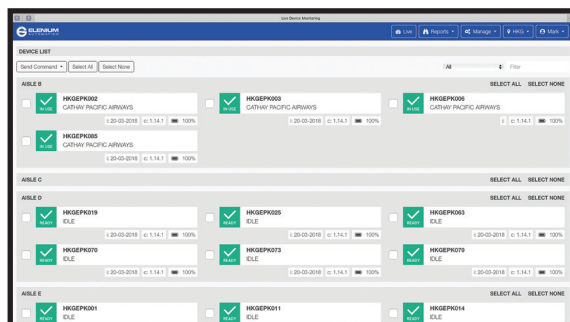 Live Device Monitoring
ELENIUM
AUTOMATION
Live Reports Manage HKG Mark
DEVICE LIST
Send Command Select All Select None All Filter
AISLE B SELECT ALL SELECT NONE
HKGEPK002 HKGEPK003 HKGEPK006
IN USE CATHAY PACIFIC AIRWAYS IN USE CATHAY PACIFIC AIRWAYS IN USE CATHAY PACIFIC AIRWAYS
i: 20-03-2018 c: 1.14.1 100% i: 20-03-2018 c: 1.14.1 100% i: c: 1.14.1 100%
HKGEPK085
IN USE CATHAY PACIFIC AIRWAYS
i: 20-03-2018 c: 1.14.1 100%
AISLE C SELECT ALL SELECT NONE
AISLE D SELECT ALL SELECT NONE
HKGEPK019 HKGEPK025 HKGEPK063
READY IDLE READY IDLE READY IDLE
i: 20-03-2018 c: 1.14.1 100% i: 20-03-2018 c: 1.14.1 100% i: 20-03-2018 c: 1.14.1 100%
HKGEPK070 HKGEPK073 HKGEPK079
READY IDLE READY IDLE READY IDLE
i: 20-03-2018 c: 1.14.1 100% i: 20-03-2018 c: 1.14.1 100% i: 20-03-2018 c: 1.14.1 100%
AISLE E SELECT ALL SELECT NONE
HKGEPK001 HKGEPK011 HKGEPK014
READY IDLE READY IDLE READY IDLE